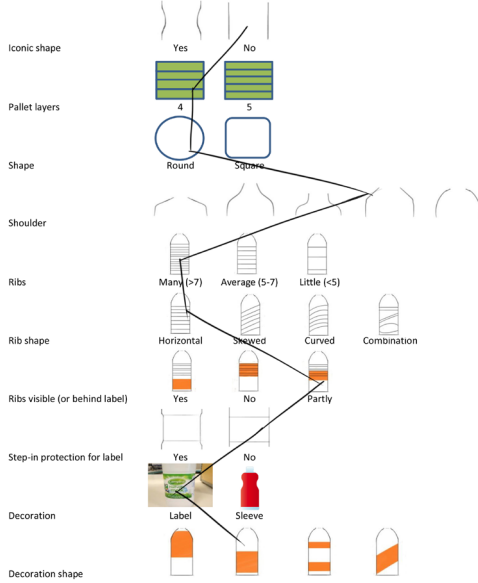 Iconic shape Yes No
Pallet layers 4 5
Shape Round Square
Shoulder
Ribs Many (>7) Average (5-7) Little (<5)
Rib shape Horizontal Skewed Curved Combination
Ribs visible (or behind label) Yes No Partly
Step-in protection for label Yes No
Decoration Label Sleeve
Decoration shape